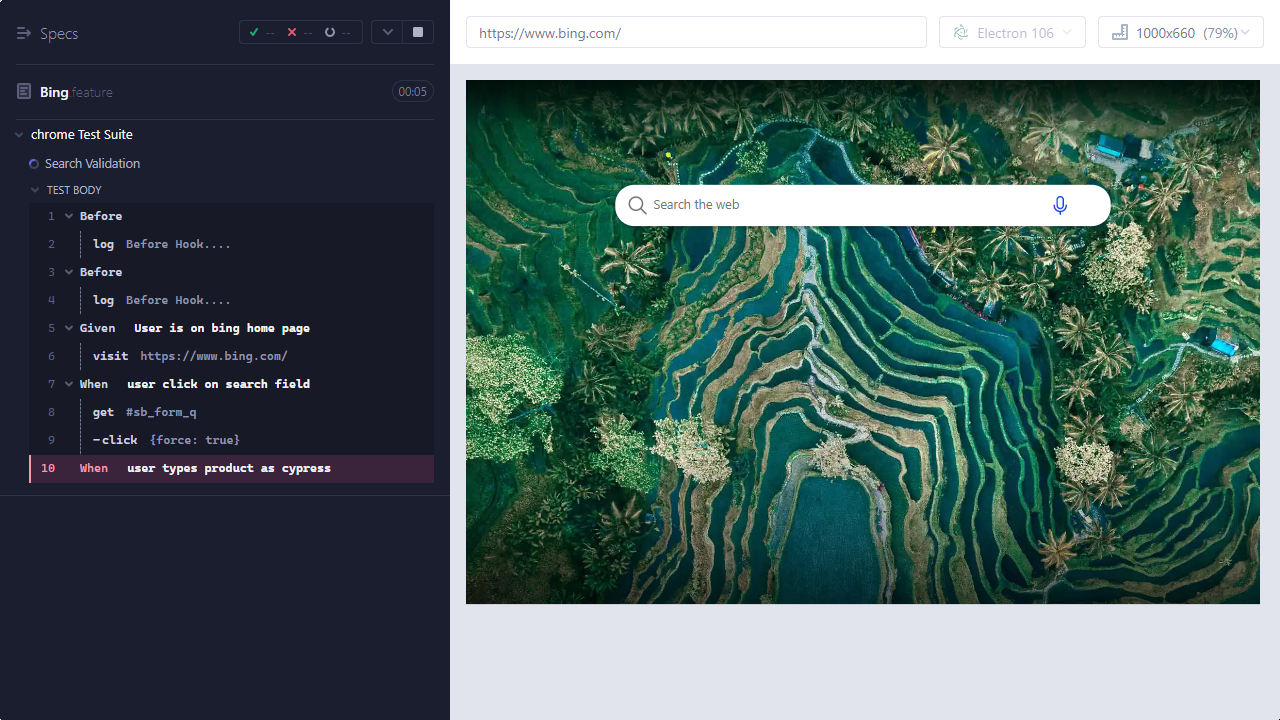 Specs
--
--
--
https://www.bing.com/
Electron 106
1000x660 (79%)
Bing.feature
00:05
chrome Test Suite
Search Validation
TEST BODY
1 Before
2 log Before Hook....
3 Before
4 log Before Hook....
5 Given User is on bing home page
6 visit https://www.bing.com/
7 When user click on search field
8 get #sb_form_q
9 -click {force: true}
10 When user types product as cypress
Search the web